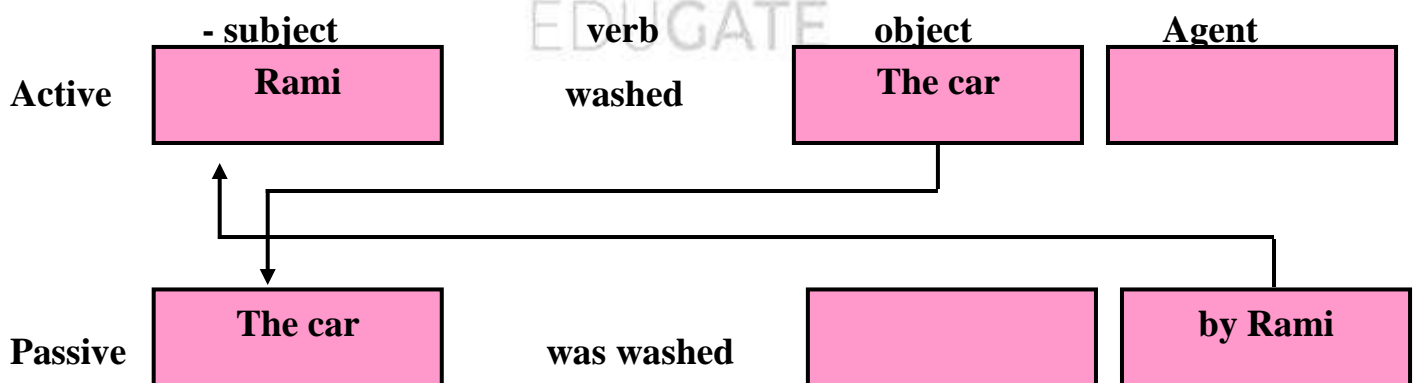 EDUGATE
- subject verb object Agent
Active Rami washed The car
Passive The car was washed by Rami